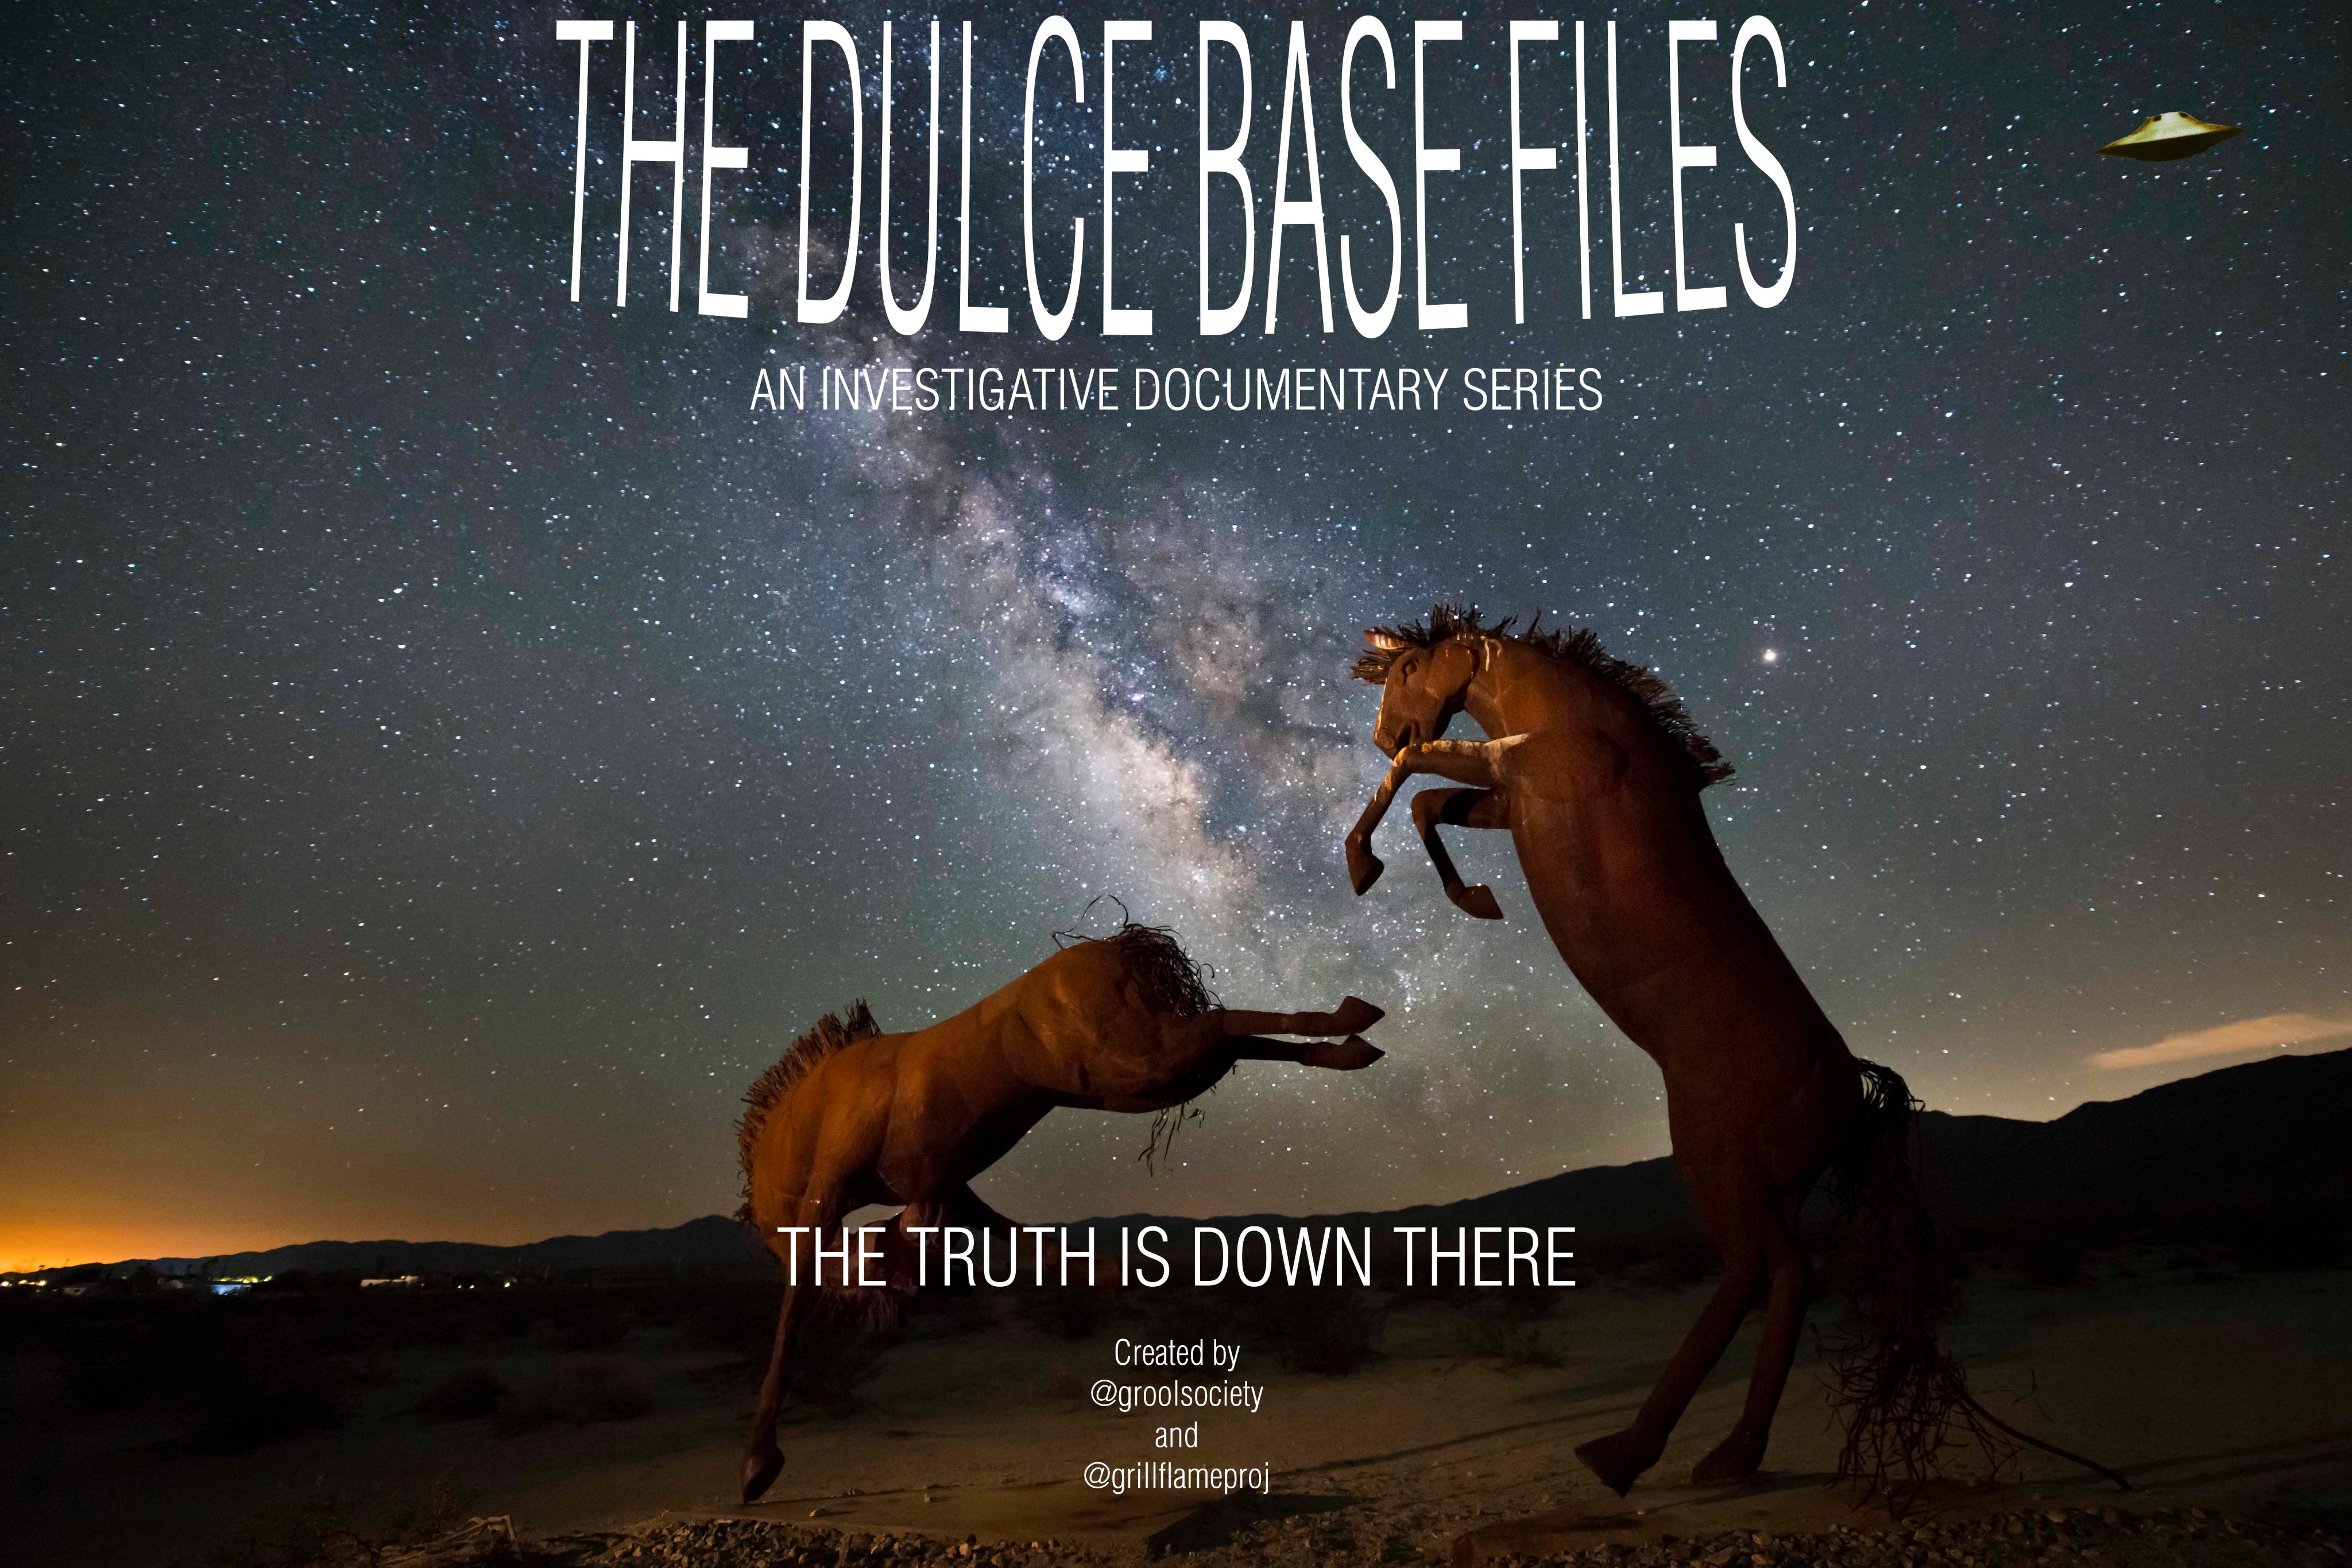 THE DULCE BASE FILES
AN INVESTIGATIVE DOCUMENTARY SERIES
THE TRUTH IS DOWN THERE
Created by
@groolsociety
and
@grillflameproj